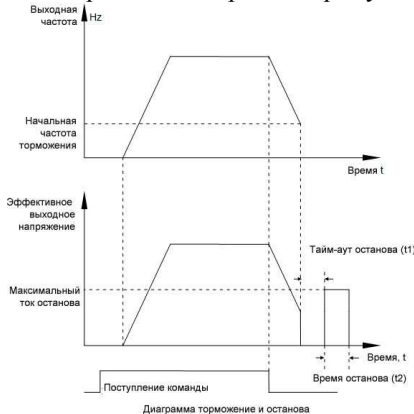 Выходная
частота
Hz
Начальная
частота
торможения
Время t
Эффективное
выходное
напряжение
Тайм-аут останова (t1)
Максимальный
ток останова
Время, t
Время останова (t2)
Поступление команды
Диаграмма торможение и останова